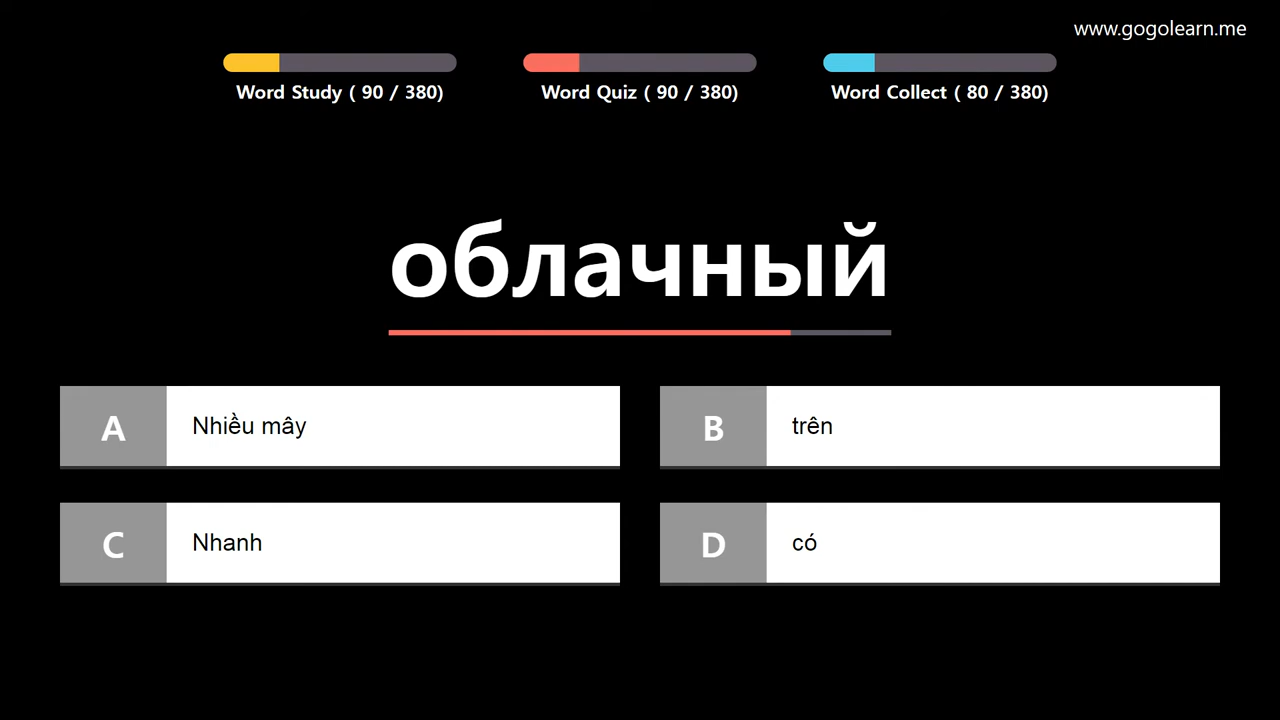 www.gogolearn.me
Word Study ( 90 / 380)
Word Quiz ( 90 / 380)
Word Collect ( 80 / 380)
облачный
A
Nhiều mây
B
trên
C
Nhanh
D
có